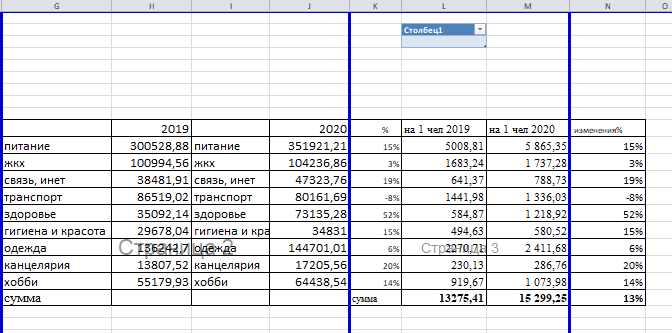 G H I J K L M N O
Столбец1
2019 2020 % на 1 чел 2019 на 1 чел 2020 изменения%
питание 300528,88 питание 351921,21 15% 5008,81 5 865,35 15%
жкх 100994,56 жкх 104236,86 3% 1683,24 1 737,28 3%
связь, инет 38481,91 связь, инет 47323,76 19% 641,37 788,73 19%
транспорт 86519,02 транспорт 80161,69 -8% 1441,98 1 336,03 -8%
здоровье 35092,14 здоровье 73135,28 52% 584,87 1 218,92 52%
гигиена и красота 29678,04 гигиена и кра 34831 15% 494,63 580,52 15%
одежда 136242,7 одежда 144701,01 6% 2270,71 2 411,68 6%
Страница 2 Страница 3
канцелярия 13807,52 канцелярия 17205,56 20% 230,13 286,76 20%
хобби 55179,93 хобби 64438,54 14% 919,67 1 073,98 14%
сумма сумма 13275,41 15 299,25 13%